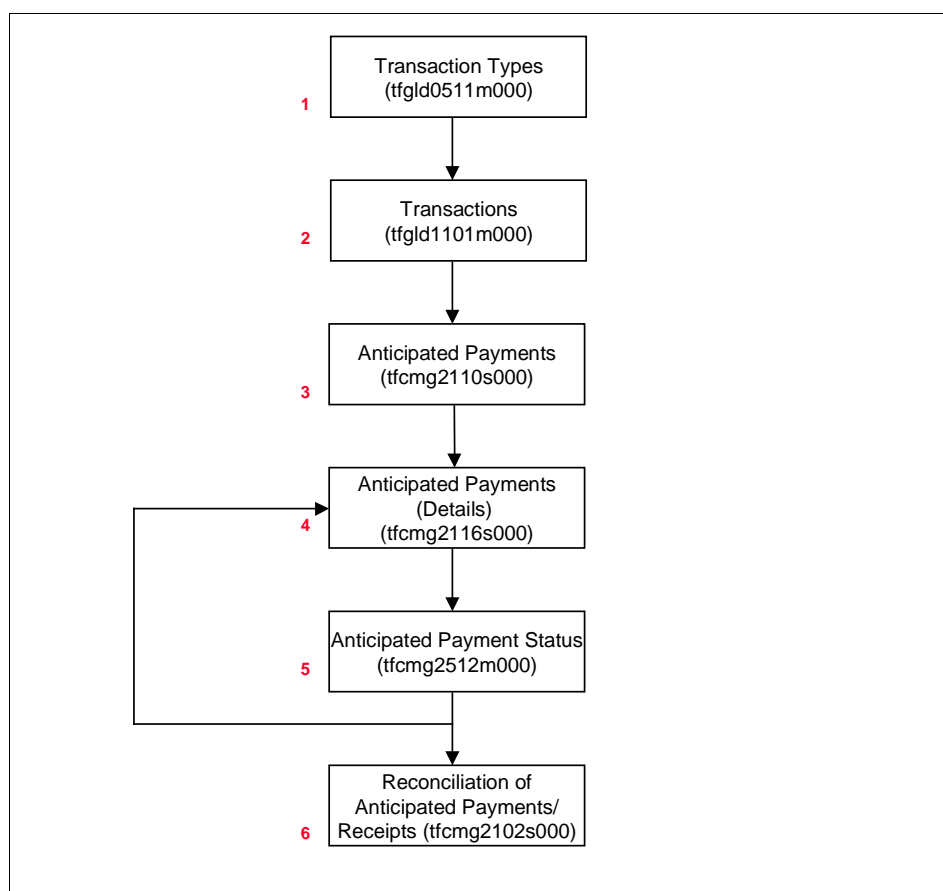 Transaction Types
(tfgld0511m000)
1
Transactions
(tfgld1101m000)
2
Anticipated Payments
(tfcmg2110s000)
3
Anticipated Payments
(Details)
(tfcmg2116s000)
4
Anticipated Payment Status
(tfcmg2512m000)
5
Reconciliation of
Anticipated Payments/
Receipts (tfcmg2102s000)
6